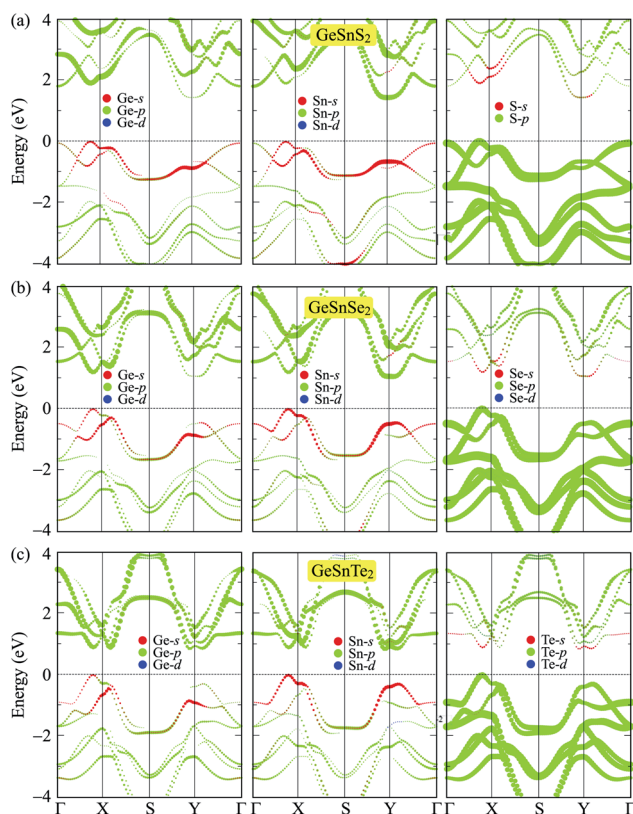 (a)
GeSnS2
Energy (eV)
4
2
0
−2
−4
Ge-s
Ge-p
Ge-d
Sn-s
Sn-p
Sn-d
S-s
S-p
(b)
GeSnSe2
Energy (eV)
4
2
0
−2
−4
Ge-s
Ge-p
Ge-d
Sn-s
Sn-p
Sn-d
Se-s
Se-p
Se-d
(c)
GeSnTe2
Energy (eV)
4
2
0
−2
−4
Ge-s
Ge-p
Ge-d
Sn-s
Sn-p
Sn-d
Te-s
Te-p
Te-d
-2
Γ X S Y Γ X S Y Γ X S Y Γ